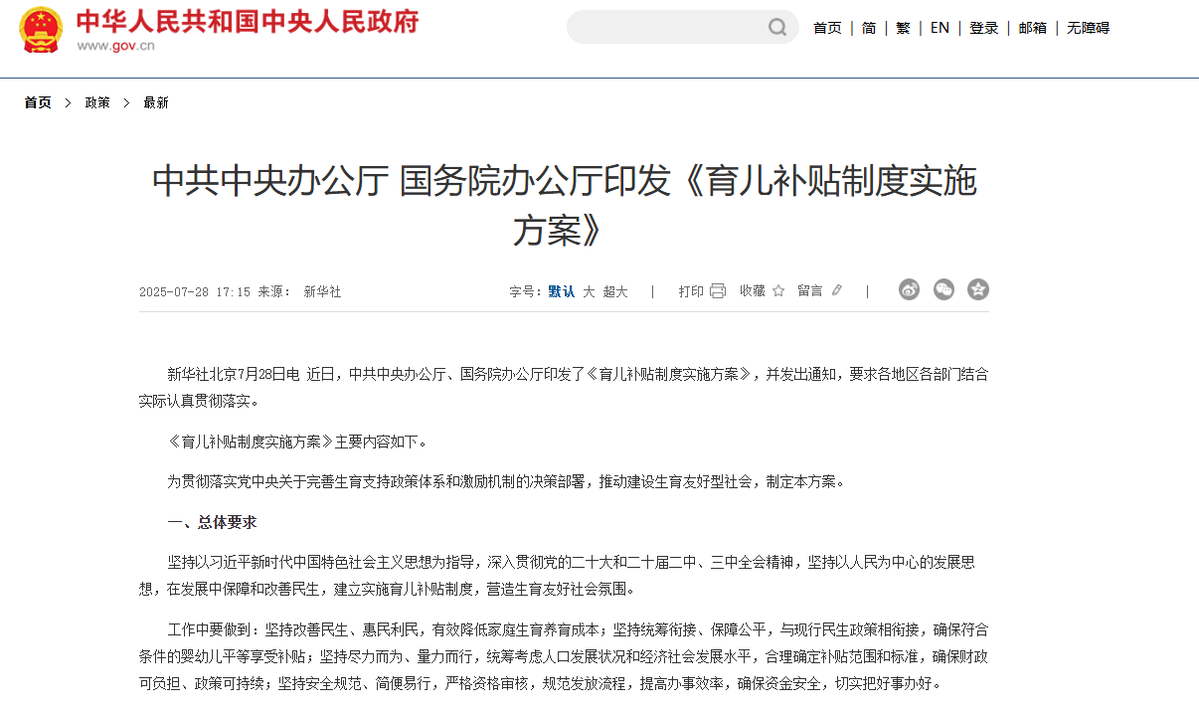 中华人民共和国中央人民政府
www.gov.cn
首页 | 简 | 繁 | EN | 登录 | 邮箱 | 无障碍
首页 > 政策 > 最新
中共中央办公厅 国务院办公厅印发《育儿补贴制度实施
方案》
2025-07-28 17:15 来源： 新华社
字号：默认 大 超大 | 打印 收藏 留言 |
新华社北京7月28日电 近日，中共中央办公厅、国务院办公厅印发了《育儿补贴制度实施方案》，并发出通知，要求各地区各部门结合
实际认真贯彻落实。
《育儿补贴制度实施方案》主要内容如下。
为贯彻落实党中央关于完善生育支持政策体系和激励机制的决策部署，推动建设生育友好型社会，制定本方案。
一、总体要求
坚持以习近平新时代中国特色社会主义思想为指导，深入贯彻党的二十大和二十届二中、三中全会精神，坚持以人民为中心的发展思
想，在发展中保障和改善民生，建立实施育儿补贴制度，营造生育友好社会氛围。
工作中要做到：坚持改善民生、惠民利民，有效降低家庭生育养育成本；坚持统筹衔接、保障公平，与现行民生政策相衔接，确保符合
条件的婴幼儿平等享受补贴；坚持尽力而为、量力而行，统筹考虑人口发展状况和经济社会发展水平，合理确定补贴范围和标准，确保财政
可负担、政策可持续；坚持安全规范、简便易行，严格资格审核，规范发放流程，提高办事效率，确保资金安全，切实把好事办好。